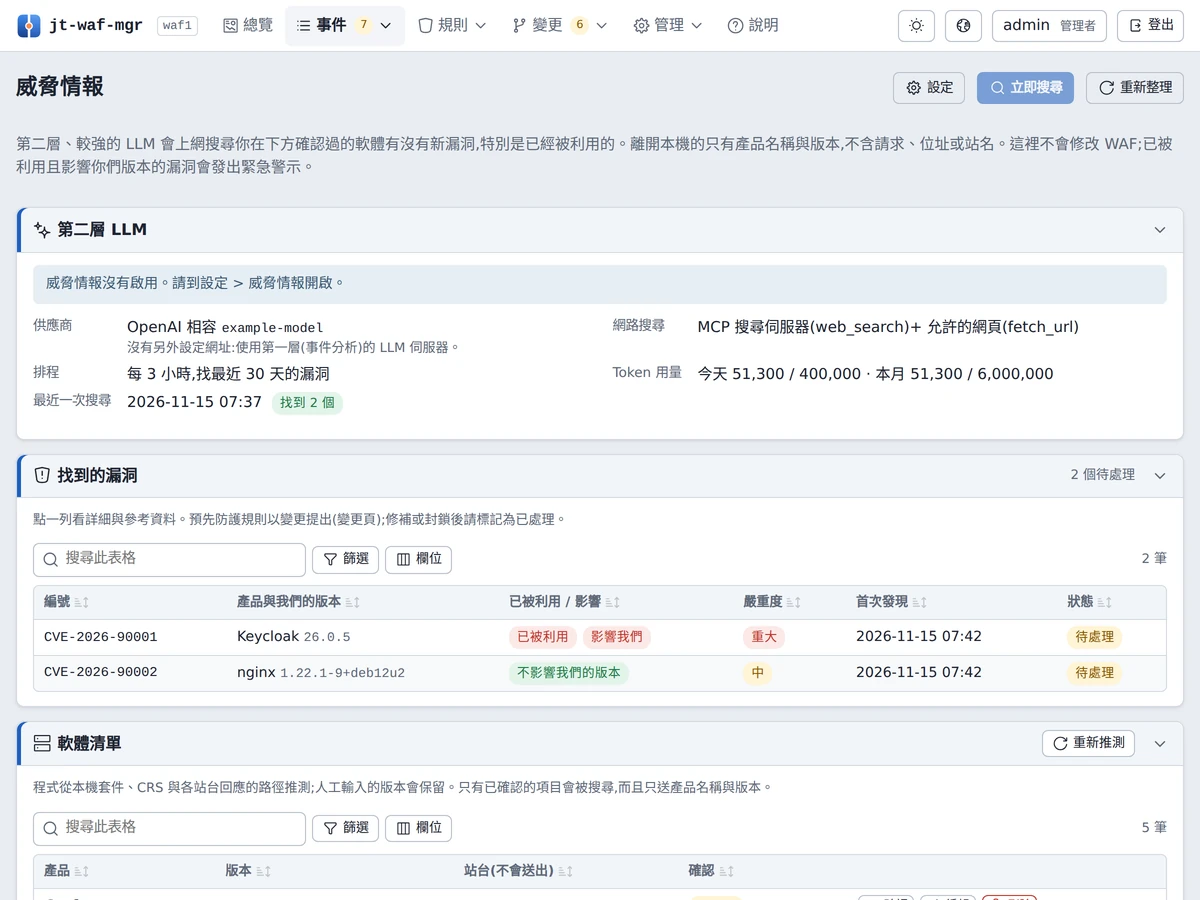 jt-waf-mgr waf1 總覽 事件 7 規則 變更 6 管理 說明 admin 管理者 登出
威脅情報 設定 立即搜尋 重新整理
第二層、較強的 LLM 會上網搜尋你在下方確認過的軟體有沒有新漏洞,特別是已經被利用的。離開本機的只有產品名稱與版本,不含請求、位址或站名。這裡不會修改 WAF;已被
利用且影響你們版本的漏洞會發出緊急警示。
第二層 LLM
威脅情報沒有啟用。請到設定 > 威脅情報開啟。
供應商 OpenAI 相容 example-model 網路搜尋 MCP 搜尋伺服器(web_search)+ 允許的網頁(fetch_url)
沒有另外設定網址:使用第一層(事件分析)的 LLM 伺服器。
排程 每 3 小時,找最近 30 天的漏洞 Token 用量 今天 51,300 / 400,000 · 本月 51,300 / 6,000,000
最近一次搜尋 2026-11-15 07:37 找到 2 個
找到的漏洞 2 個待處理
點一列看詳細與參考資料。預先防護規則以變更提出(變更頁);修補或封鎖後請標記為已處理。
搜尋此表格 篩選 欄位 2 筆
編號 產品與我們的版本 已被利用 / 影響 嚴重度 首次發現 狀態
CVE-2026-90001 Keycloak 26.0.5 已被利用 影響我們 重大 2026-11-15 07:42 待處理
CVE-2026-90002 nginx 1.22.1-9+deb12u2 不影響我們的版本 中 2026-11-15 07:42 待處理
軟體清單 重新推測
程式從本機套件、CRS 與各站台回應的路徑推測;人工輸入的版本會保留。只有已確認的項目會被搜尋,而且只送產品名稱與版本。
搜尋此表格 篩選 欄位 5 筆
產品 版本 站台(不會送出) 確認